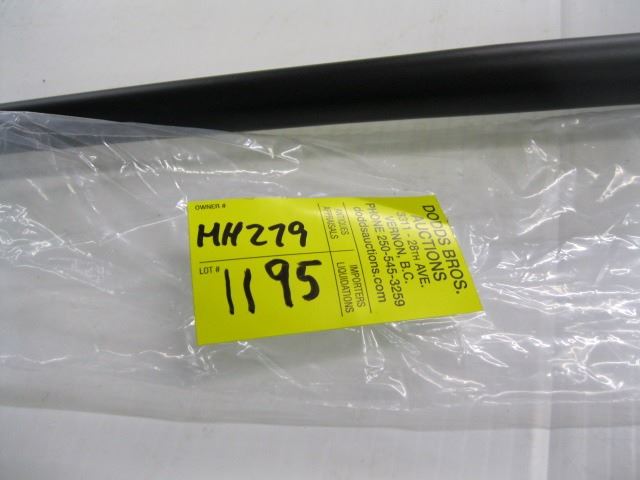 OWNER #
MH279
LOT #
1195
ANTIQUES
APPRAISALS
IMPORTERS
LIQUIDATIONS
DODDS BROS.
AUCTIONS
3311 - 28TH AVE.
VERNON, B.C.
PHONE 250-545-3259
doddsauctions.com